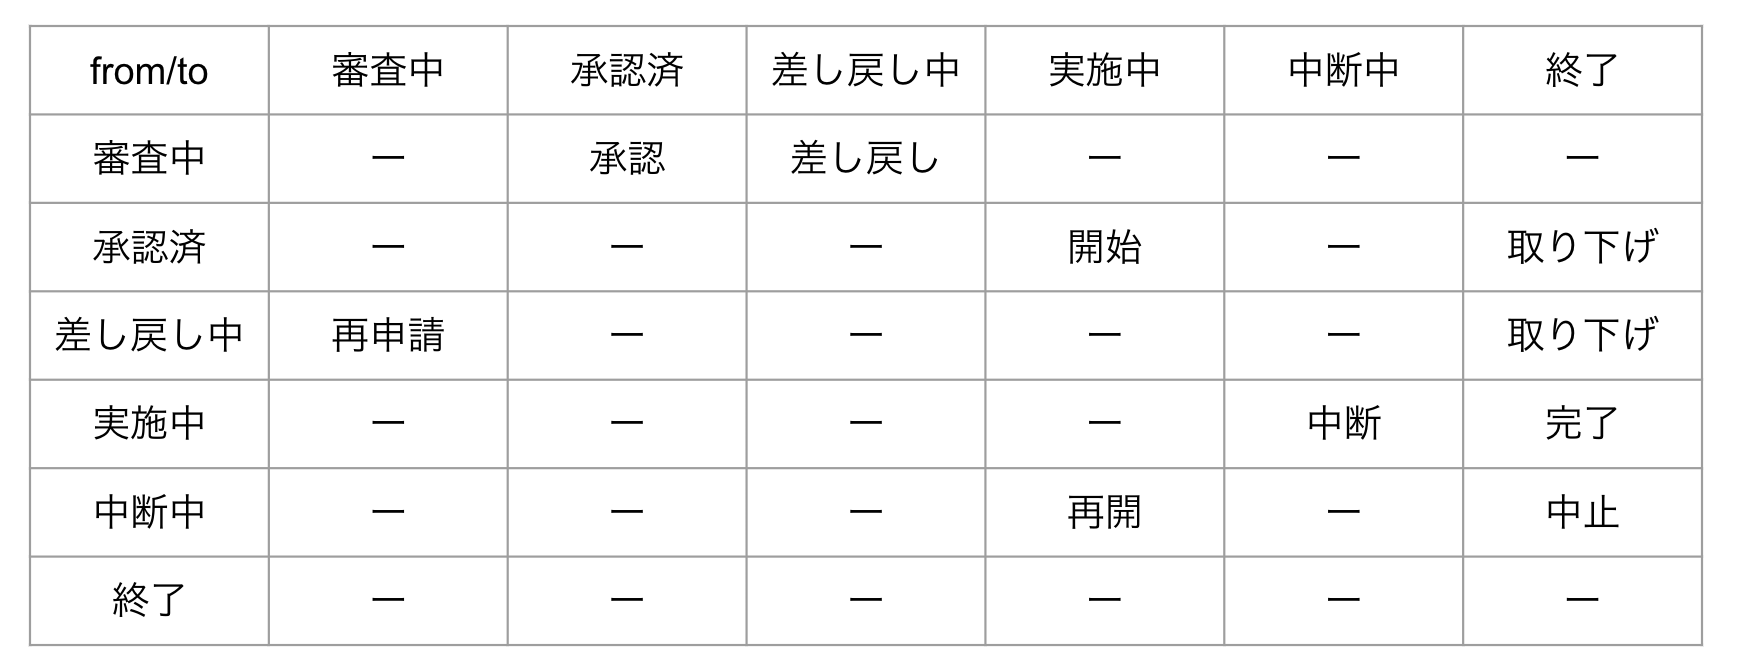 from/to 審査中 承認済 差し戻し中 実施中 中断中 終了
審査中 ー 承認 差し戻し ー ー ー
承認済 ー ー ー 開始 ー 取り下げ
差し戻し中 再申請 ー ー ー ー 取り下げ
実施中 ー ー ー ー 中断 完了
中断中 ー ー ー 再開 ー 中止
終了 ー ー ー ー ー ー